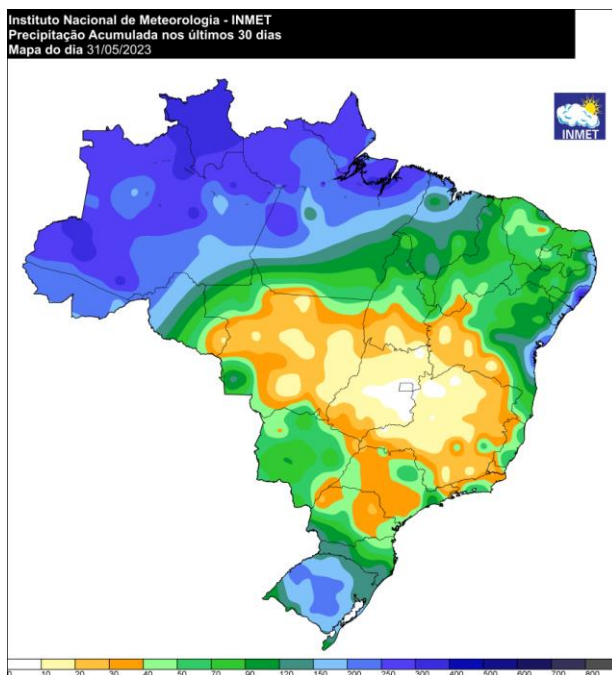 Instituto Nacional de Meteorologia - INMET
Precipitação Acumulada nos últimos 30 dias
Mapa do dia 31/05/2023
INMET
0 10 20 30 40 50 70 90 120 150 200 250 300 400 500 600 700 800